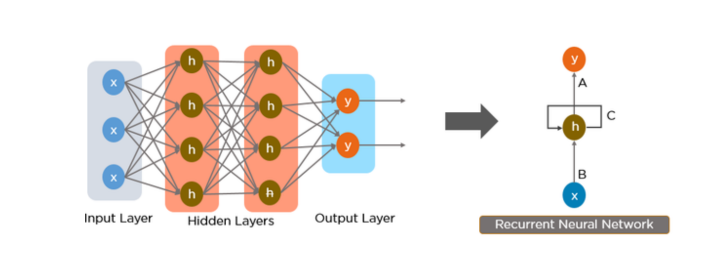 x
x
x
h
h
h
h
h
h
h
h
y
y
Input Layer
Hidden Layers
Output Layer
y
A
C
h
B
x
Recurrent Neural Network